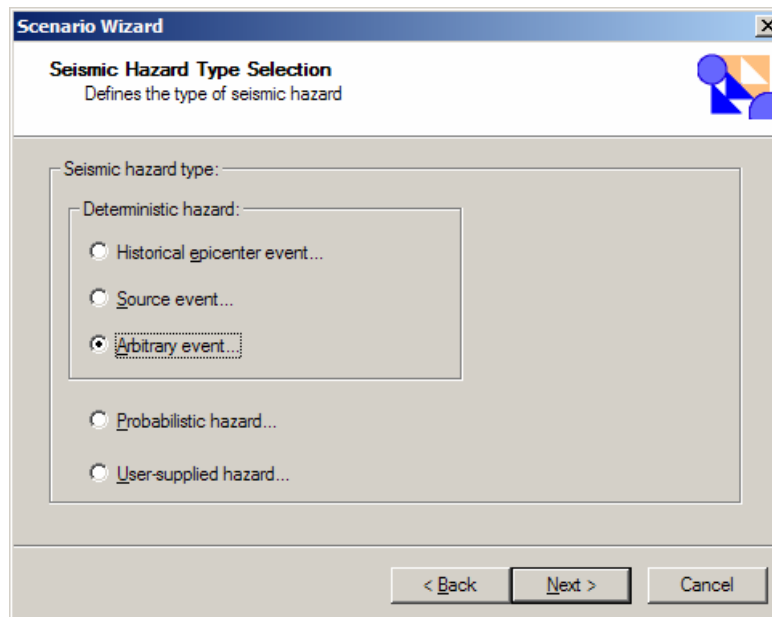 Scenario Wizard
Seismic Hazard Type Selection
Defines the type of seismic hazard
Seismic hazard type:
Deterministic hazard:
Historical epicenter event...
Source event...
Arbitrary event...
Probabilistic hazard...
User-supplied hazard...
< Back
Next >
Cancel